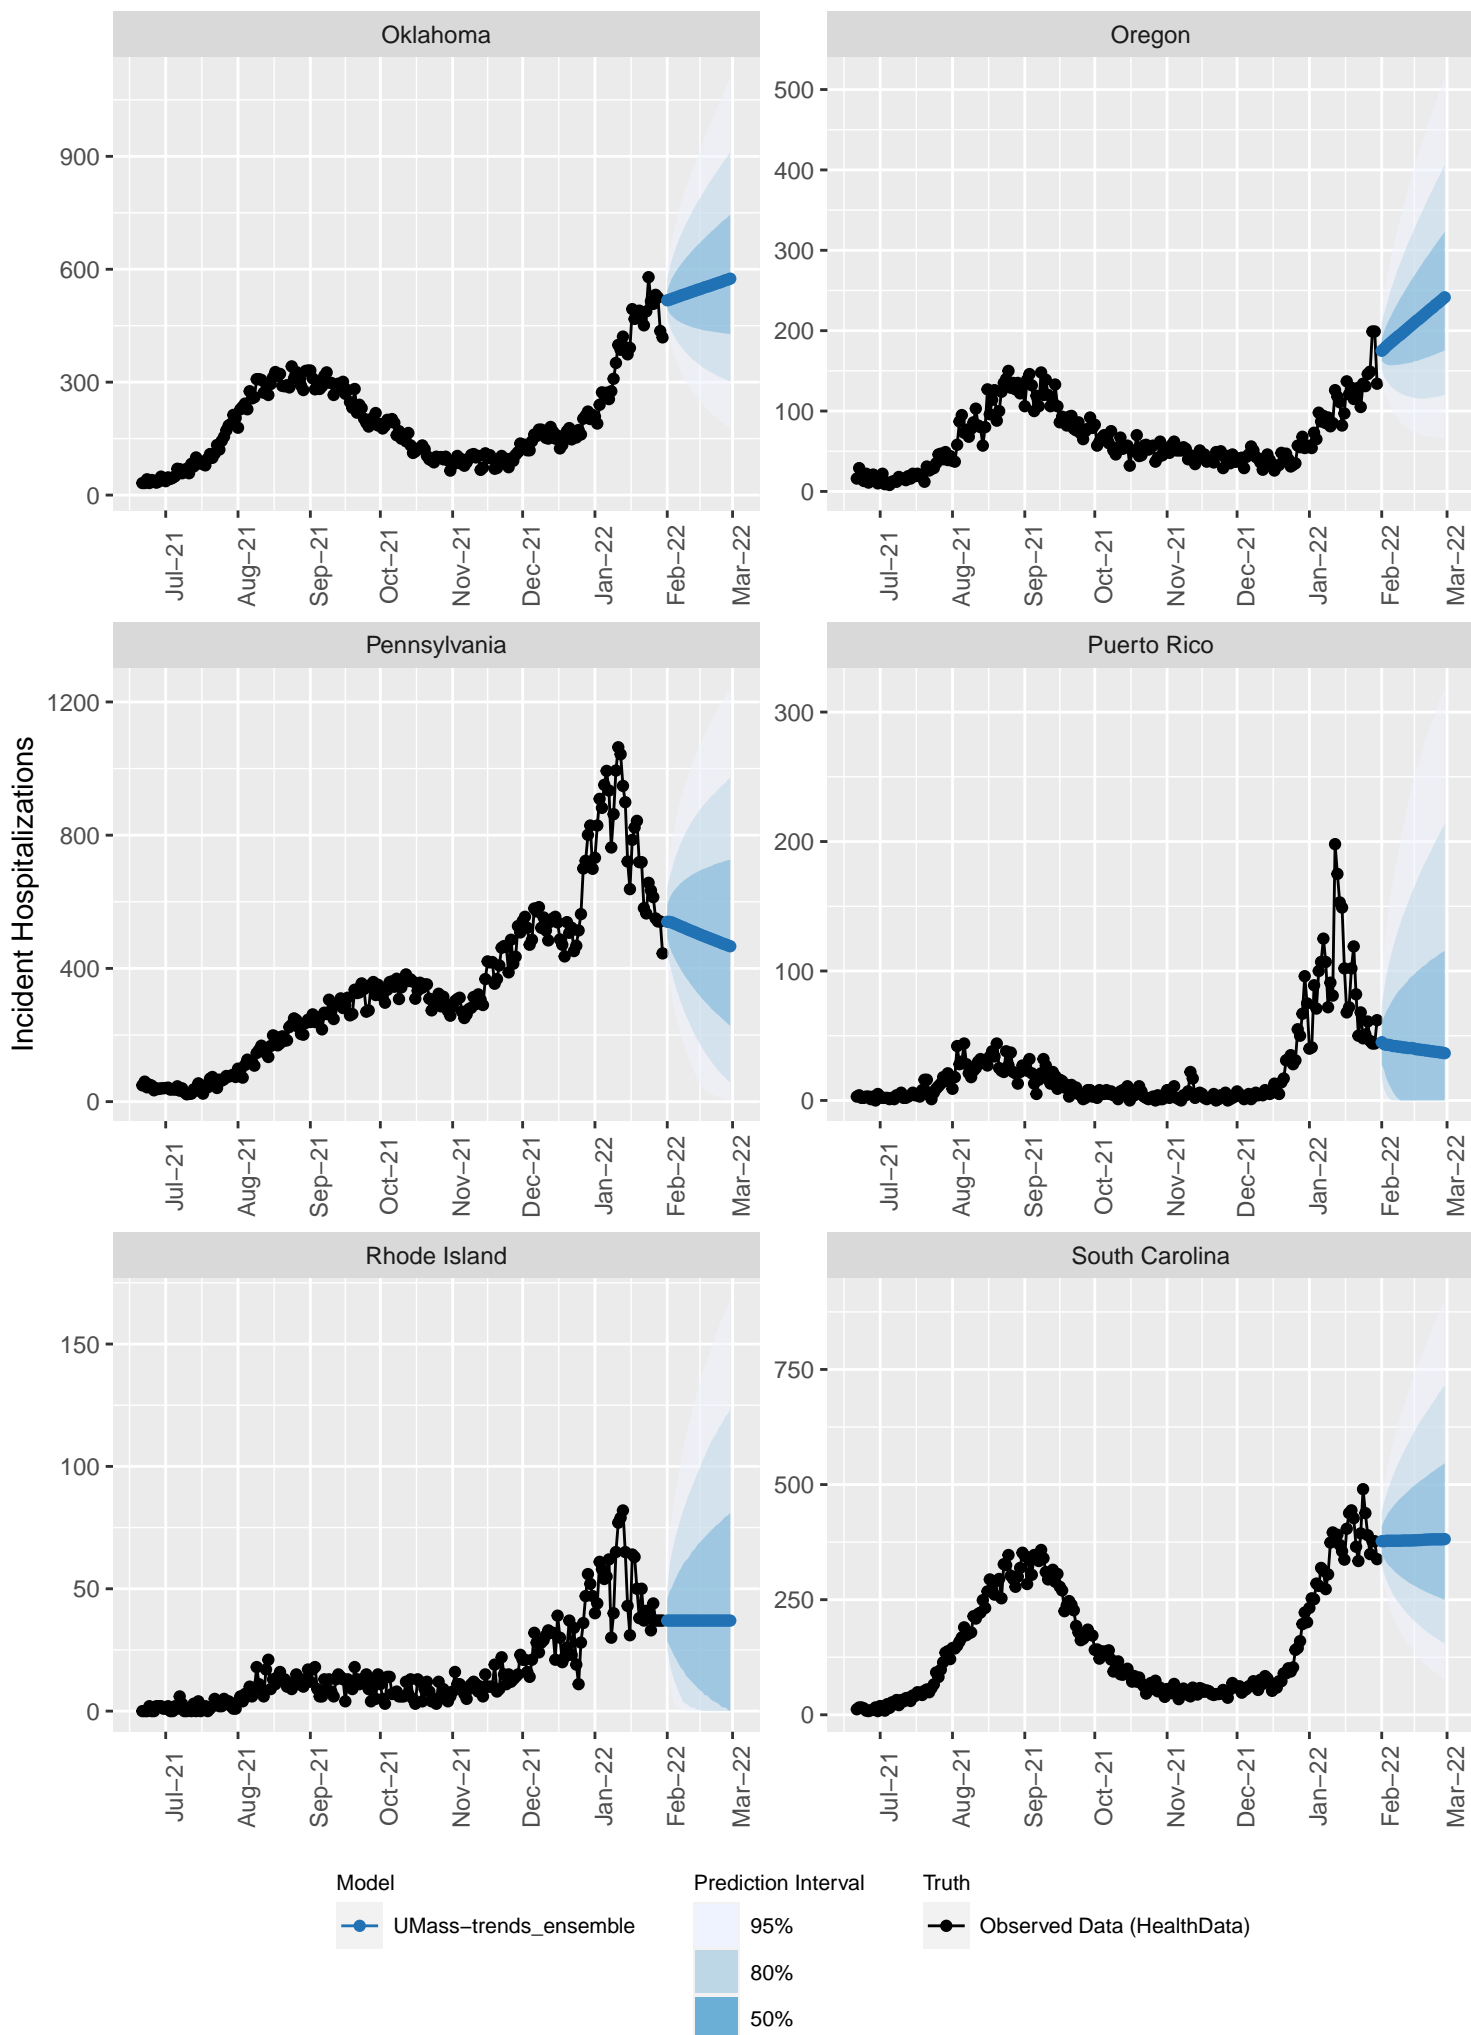 Oklahoma
Oregon
900
600
300
0
500
400
300
200
100
0
Jul−21
Aug−21
Sep−21
Oct−21
Nov−21
Dec−21
Jan−22
Feb−22
Mar−22
Jul−21
Aug−21
Sep−21
Oct−21
Nov−21
Dec−21
Jan−22
Feb−22
Mar−22
Incident Hospitalizations
Pennsylvania
Puerto Rico
1200
800
400
0
300
200
100
0
Jul−21
Aug−21
Sep−21
Oct−21
Nov−21
Dec−21
Jan−22
Feb−22
Mar−22
Jul−21
Aug−21
Sep−21
Oct−21
Nov−21
Dec−21
Jan−22
Feb−22
Mar−22
Rhode Island
South Carolina
150
100
50
0
750
500
250
0
Jul−21
Aug−21
Sep−21
Oct−21
Nov−21
Dec−21
Jan−22
Feb−22
Mar−22
Jul−21
Aug−21
Sep−21
Oct−21
Nov−21
Dec−21
Jan−22
Feb−22
Mar−22
Model
UMass−trends_ensemble
Prediction Interval
95%
80%
50%
Truth
Observed Data (HealthData)